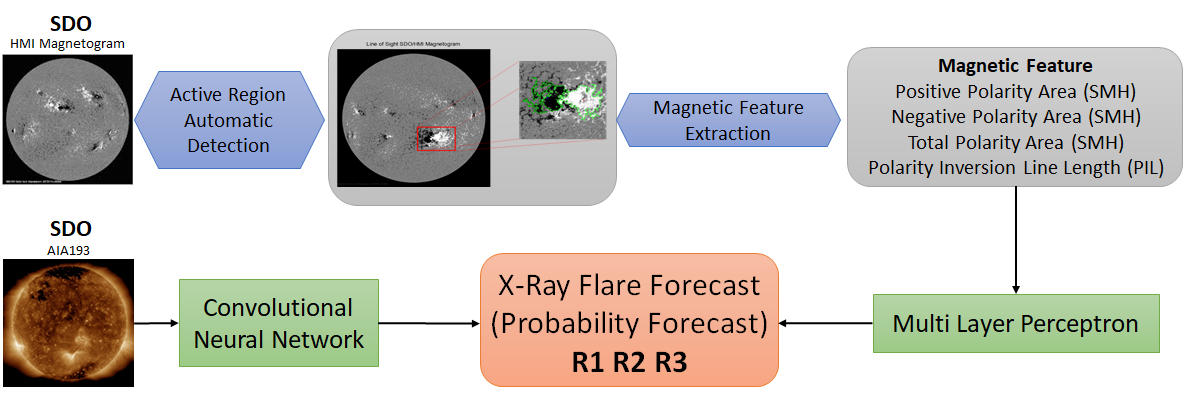 SDO
HMI Magnetogram
Active Region
Automatic
Detection
Line of Sight SDO/HMI Magnetogram
Magnetic Feature
Extraction
Magnetic Feature
Positive Polarity Area (SMH)
Negative Polarity Area (SMH)
Total Polarity Area (SMH)
Polarity Inversion Line Length (PIL)
SDO
AIA193
Convolutional
Neural Network
X-Ray Flare Forecast
(Probability Forecast)
R1 R2 R3
Multi Layer Perceptron